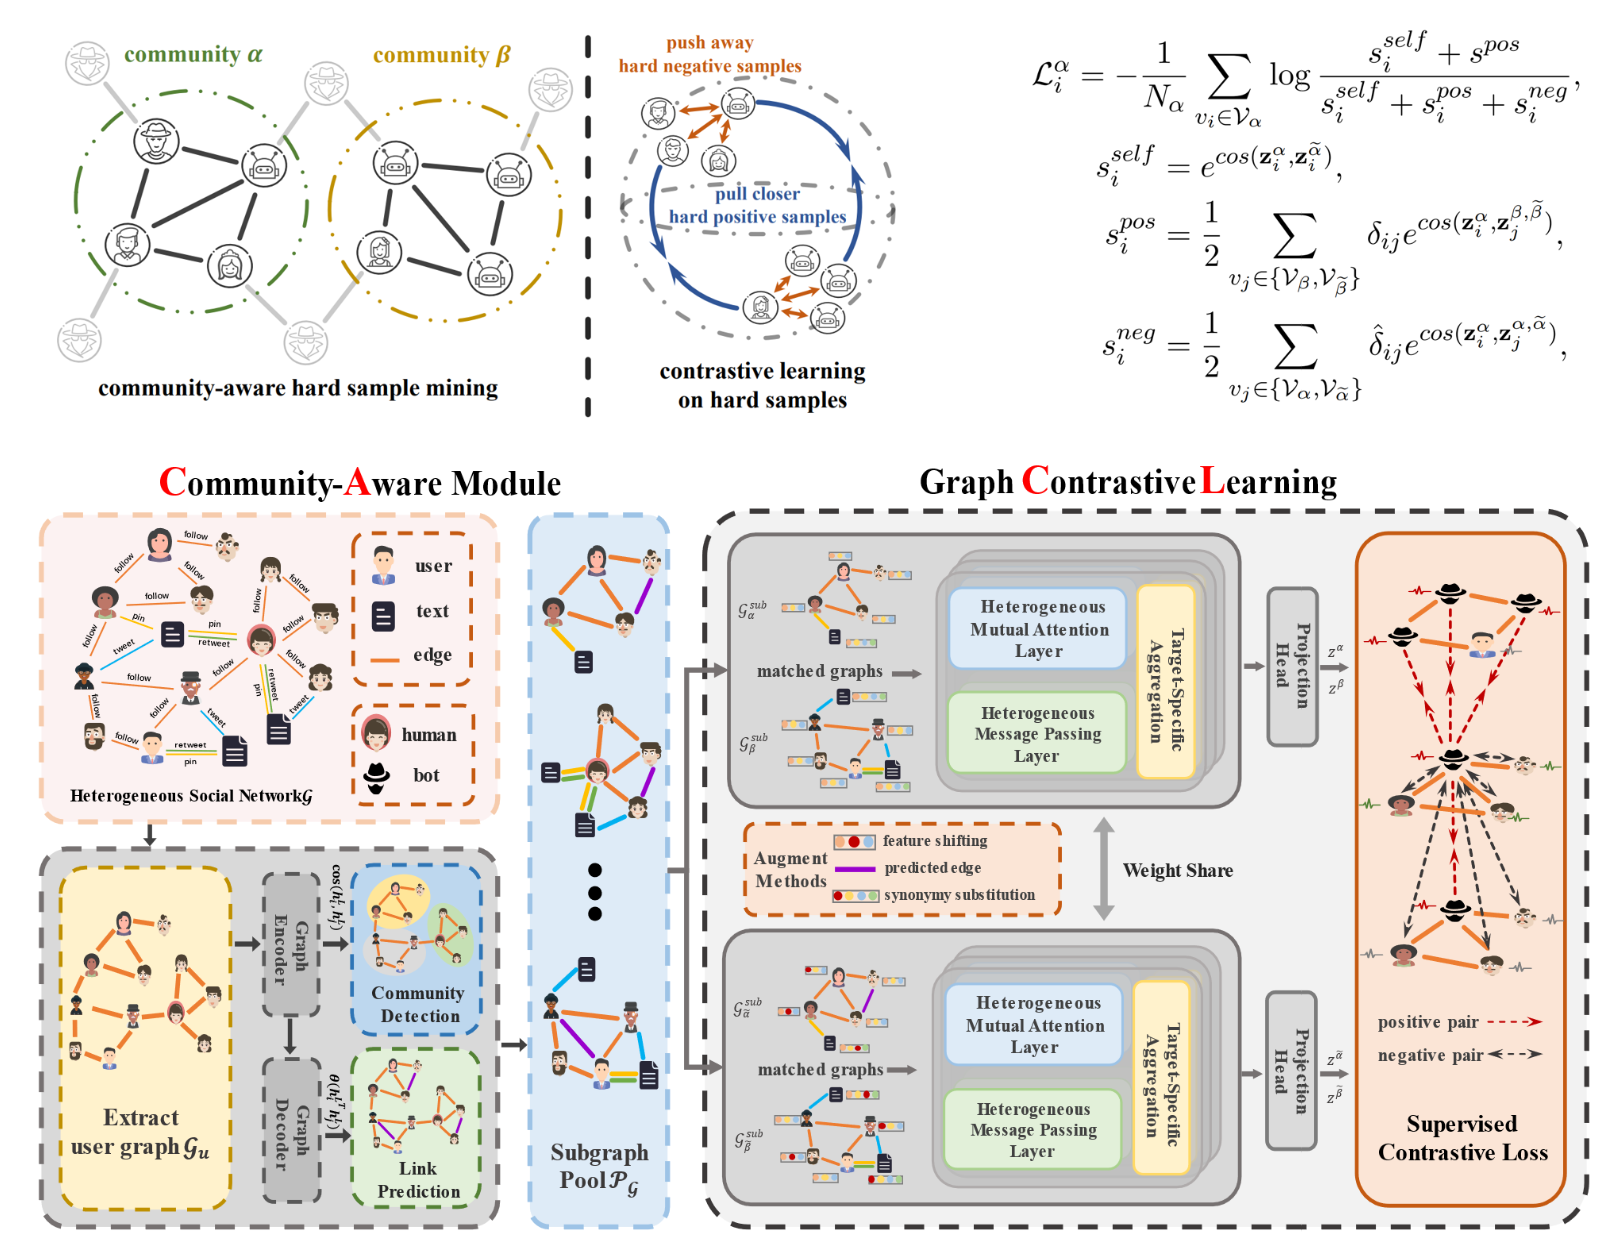 community α
community β
push away
hard negative samples
pull closer
hard positive samples
community-aware hard sample mining
contrastive learning
on hard samples
$\mathcal{L}_i^{\alpha} = -\frac{1}{N_\alpha} \sum_{v_i \in \mathcal{V}_\alpha} \log \frac{s_i^{self} + s^{pos}}{s_i^{self} + s_i^{pos} + s_i^{neg}},$
$s_i^{self} = e^{cos(\mathbf{z}_i^{\alpha}, \mathbf{z}_i^{\widetilde{\alpha}})},$
$s_i^{pos} = \frac{1}{2} \sum_{v_j \in \{\mathcal{V}_\beta, \mathcal{V}_{\widetilde{\beta}}\}} \delta_{ij} e^{cos(\mathbf{z}_i^{\alpha}, \mathbf{z}_j^{\beta, \widetilde{\beta}})},$
$s_i^{neg} = \frac{1}{2} \sum_{v_j \in \{\mathcal{V}_\alpha, \mathcal{V}_{\widetilde{\alpha}}\}} \hat{\delta}_{ij} e^{cos(\mathbf{z}_i^{\alpha}, \mathbf{z}_j^{\alpha, \widetilde{\alpha}})},$
Community-Aware Module
follow
follow
follow
follow
follow
pin
pin
retweet
follow
tweet
follow
follow
follow
follow
follow
follow
follow
follow
tweet
retweet
pin
tweet
retweet
pin
user
text
edge
human
bot
Heterogeneous Social Network $\mathcal{G}$
Extract
user graph $\mathcal{G}_u$
Graph
Encoder
Graph
Decoder
$cos(h_i^L, h_j^L)$
$\theta(h_i^{L^T} h_j^L)$
Community
Detection
Link
Prediction
Subgraph
Pool $\mathcal{P}_\mathcal{G}$
Graph Contrastive Learning
$\mathcal{G}_\alpha^{sub}$
matched graphs
$\mathcal{G}_\beta^{sub}$
Heterogeneous
Mutual Attention
Layer
Heterogeneous
Message Passing
Layer
Target-Specific
Aggregation
Projection
Head
$z^\alpha$
$z^\beta$
Augment
Methods
feature shifting
predicted edge
synonymy substitution
Weight Share
$\mathcal{G}_{\widetilde{\alpha}}^{sub}$
matched graphs
$\mathcal{G}_{\widetilde{\beta}}^{sub}$
Heterogeneous
Mutual Attention
Layer
Heterogeneous
Message Passing
Layer
Target-Specific
Aggregation
Projection
Head
$z^{\widetilde{\alpha}}$
$z^{\widetilde{\beta}}$
positive pair
negative pair
Supervised
Contrastive Loss